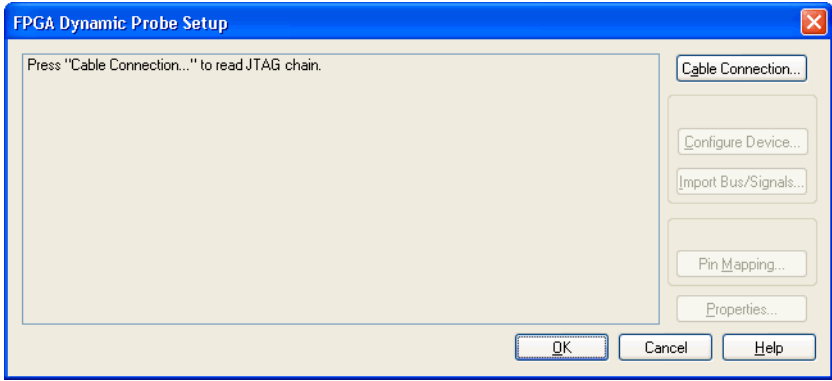 FPGA Dynamic Probe Setup
Press "Cable Connection..." to read JTAG chain.
Cable Connection...
Configure Device...
Import Bus/Signals...
Pin Mapping...
Properties...
OK Cancel Help